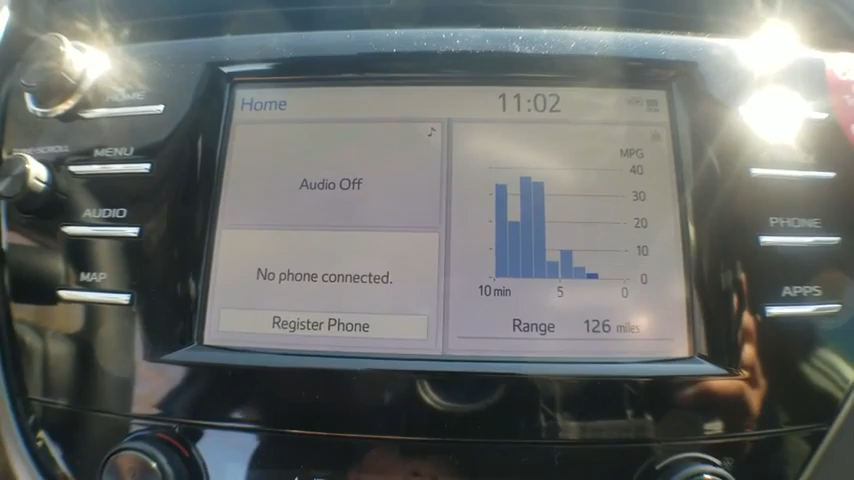 Home
11:02
MENU
AUDIO
MAP
Audio Off
No phone connected.
Register Phone
MPG
40
30
20
10
0
10 min
5
0
Range 126 miles
PHONE
APPS